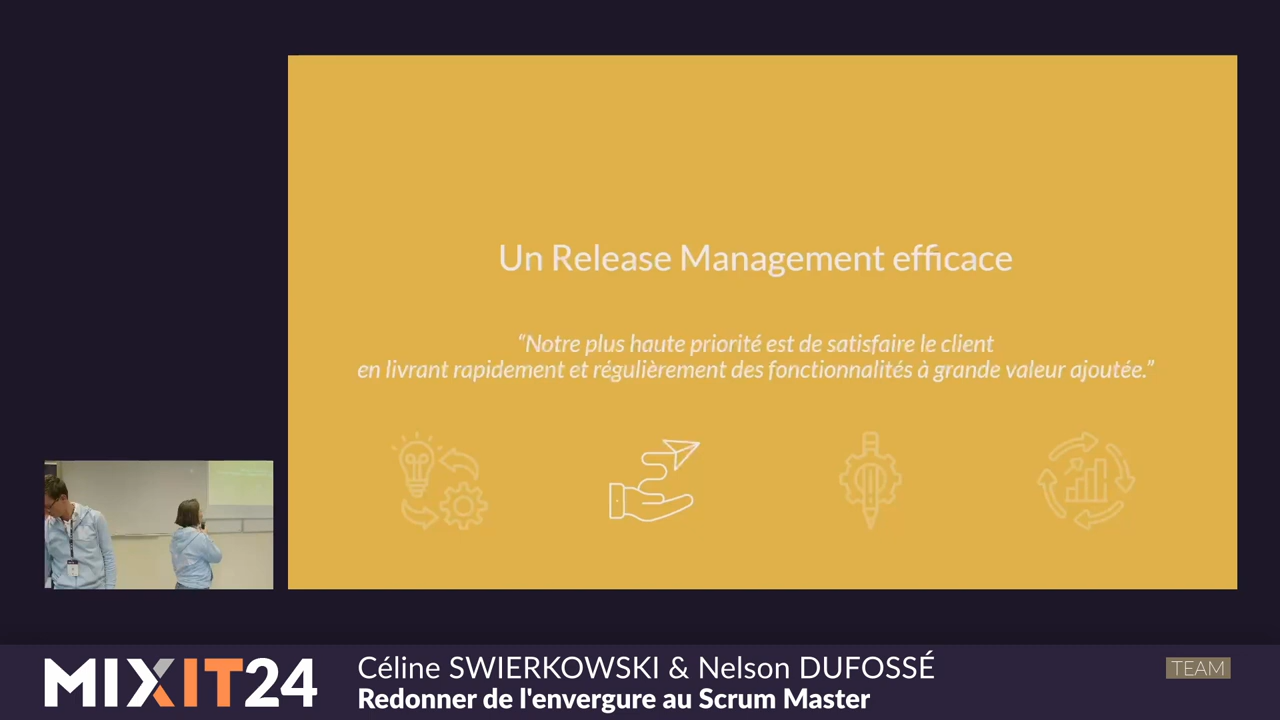 Un Release Management efficace
“Notre plus haute priorité est de satisfaire le client
en livrant rapidement et régulièrement des fonctionnalités à grande valeur ajoutée.”
MIXIT24
Céline SWIERKOWSKI & Nelson DUFOSSÉ
Redonner de l'envergure au Scrum Master
TEAM